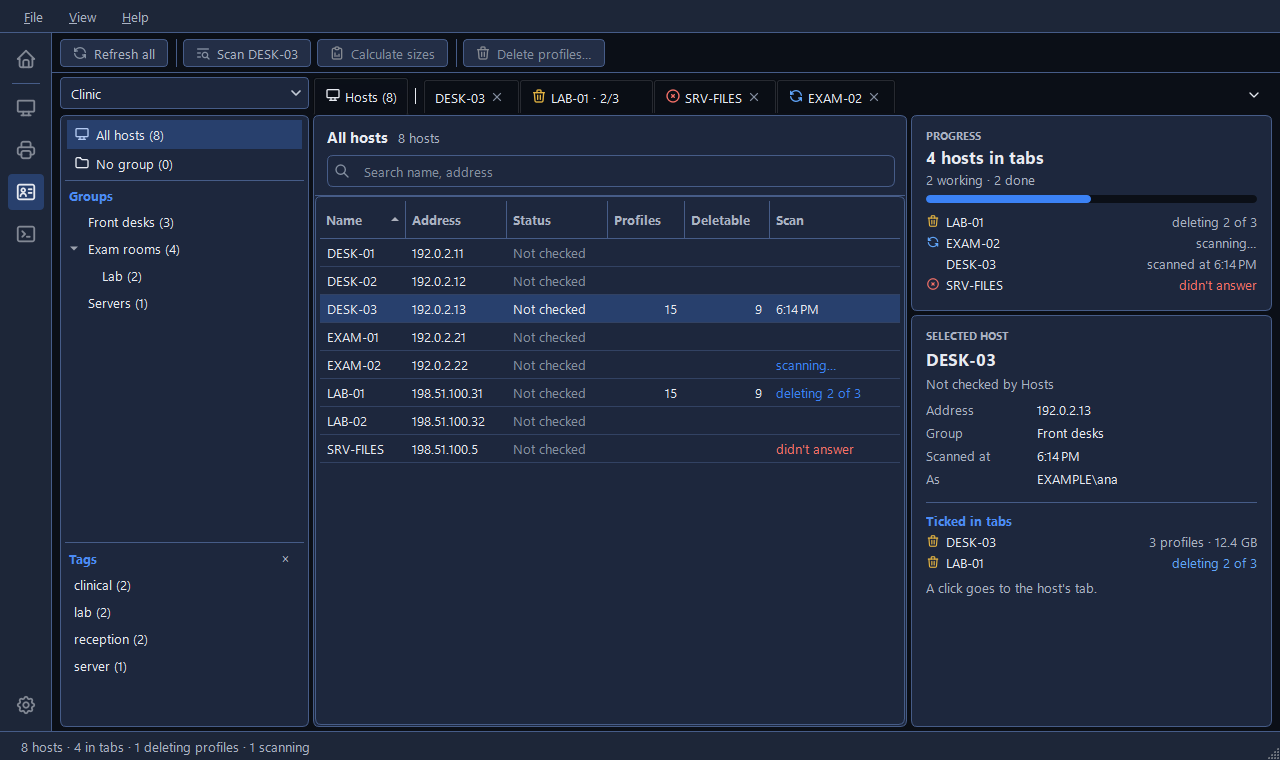 File View Help
Refresh all Scan DESK-03 Calculate sizes Delete profiles...
Clinic
All hosts (8)
No group (0)
Groups
Front desks (3)
Exam rooms (4)
Lab (2)
Servers (1)
Tags ×
clinical (2)
lab (2)
reception (2)
server (1)
Hosts (8) DESK-03 LAB-01 · 2/3 SRV-FILES EXAM-02
All hosts 8 hosts
Search name, address
Name Address Status Profiles Deletable Scan
DESK-01 192.0.2.11 Not checked
DESK-02 192.0.2.12 Not checked
DESK-03 192.0.2.13 Not checked 15 9 6:14 PM
EXAM-01 192.0.2.21 Not checked
EXAM-02 192.0.2.22 Not checked scanning...
LAB-01 198.51.100.31 Not checked 15 9 deleting 2 of 3
LAB-02 198.51.100.32 Not checked
SRV-FILES 198.51.100.5 Not checked didn't answer
PROGRESS
4 hosts in tabs
2 working · 2 done
LAB-01 deleting 2 of 3
EXAM-02 scanning...
DESK-03 scanned at 6:14 PM
SRV-FILES didn't answer
SELECTED HOST
DESK-03
Not checked by Hosts
Address 192.0.2.13
Group Front desks
Scanned at 6:14 PM
As EXAMPLE\ana
Ticked in tabs
DESK-03 3 profiles · 12.4 GB
LAB-01 deleting 2 of 3
A click goes to the host's tab.
8 hosts · 4 in tabs · 1 deleting profiles · 1 scanning